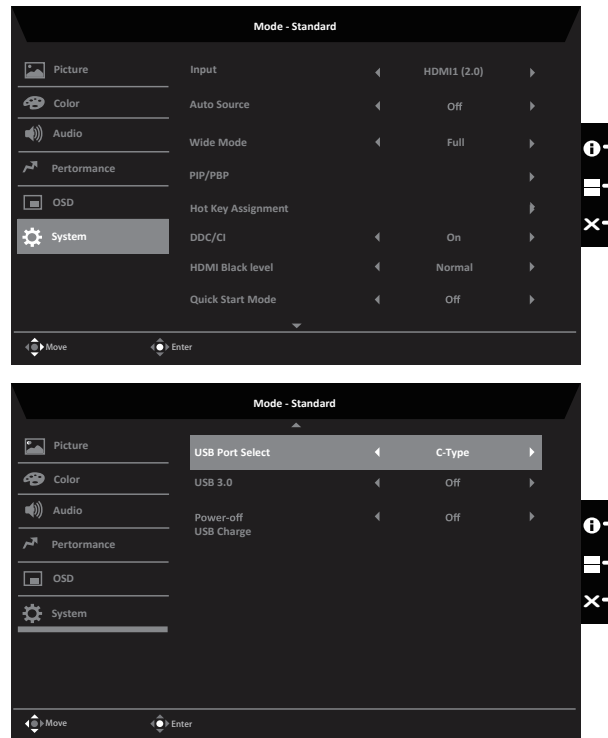 Mode - Standard
Picture
Input HDMI1 (2.0)
Color
Auto Source Off
Audio
Wide Mode Full
Pertormance
PIP/PBP
OSD
Hot Key Assignment
System
DDC/CI On
HDMI Black level Normal
Quick Start Mode Off
Move Enter
Mode - Standard
Picture
USB Port Select C-Type
Color
USB 3.0 Off
Audio
Power-off Off
USB Charge
Pertormance
OSD
System
Move Enter